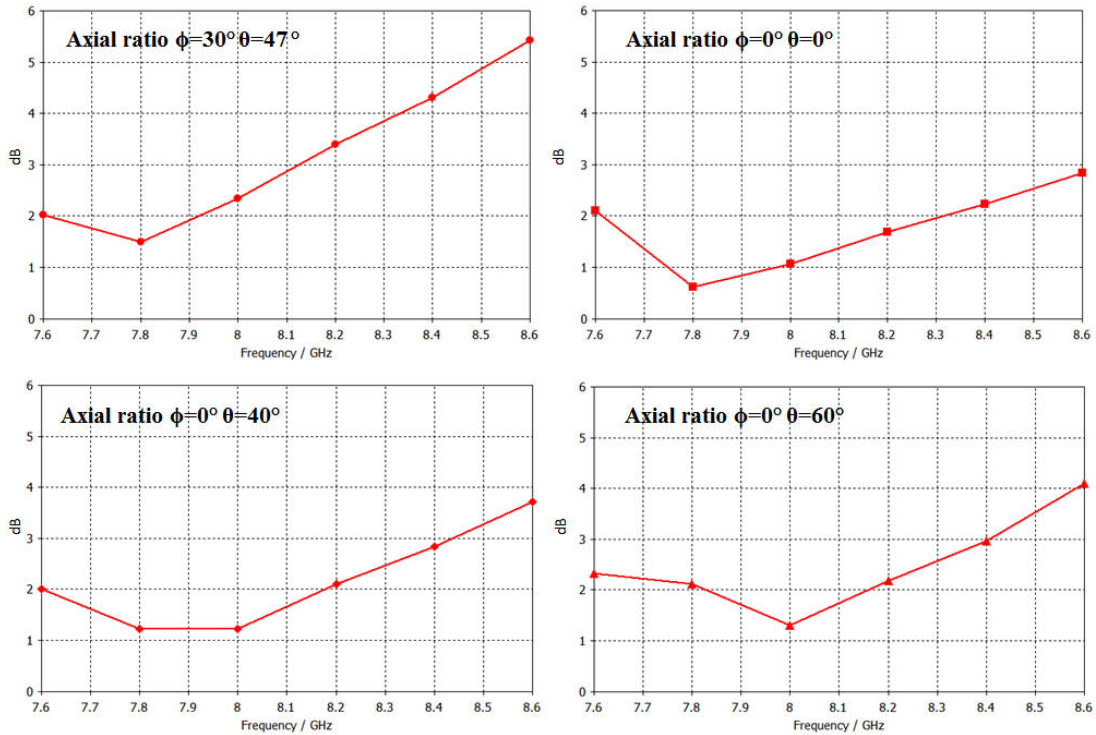 Axial ratio ϕ=30° θ=47°
6
5
4
3
2
1
0
dB
7.6 7.7 7.8 7.9 8 8.1 8.2 8.3 8.4 8.5 8.6
Frequency / GHz
Axial ratio ϕ=0° θ=0°
6
5
4
3
2
1
0
dB
7.6 7.7 7.8 7.9 8 8.1 8.2 8.3 8.4 8.5 8.6
Frequency / GHz
Axial ratio ϕ=0° θ=40°
6
5
4
3
2
1
0
dB
7.6 7.7 7.8 7.9 8 8.1 8.2 8.3 8.4 8.5 8.6
Frequency / GHz
Axial ratio ϕ=0° θ=60°
6
5
4
3
2
1
0
dB
7.6 7.7 7.8 7.9 8 8.1 8.2 8.3 8.4 8.5 8.6
Frequency / GHz